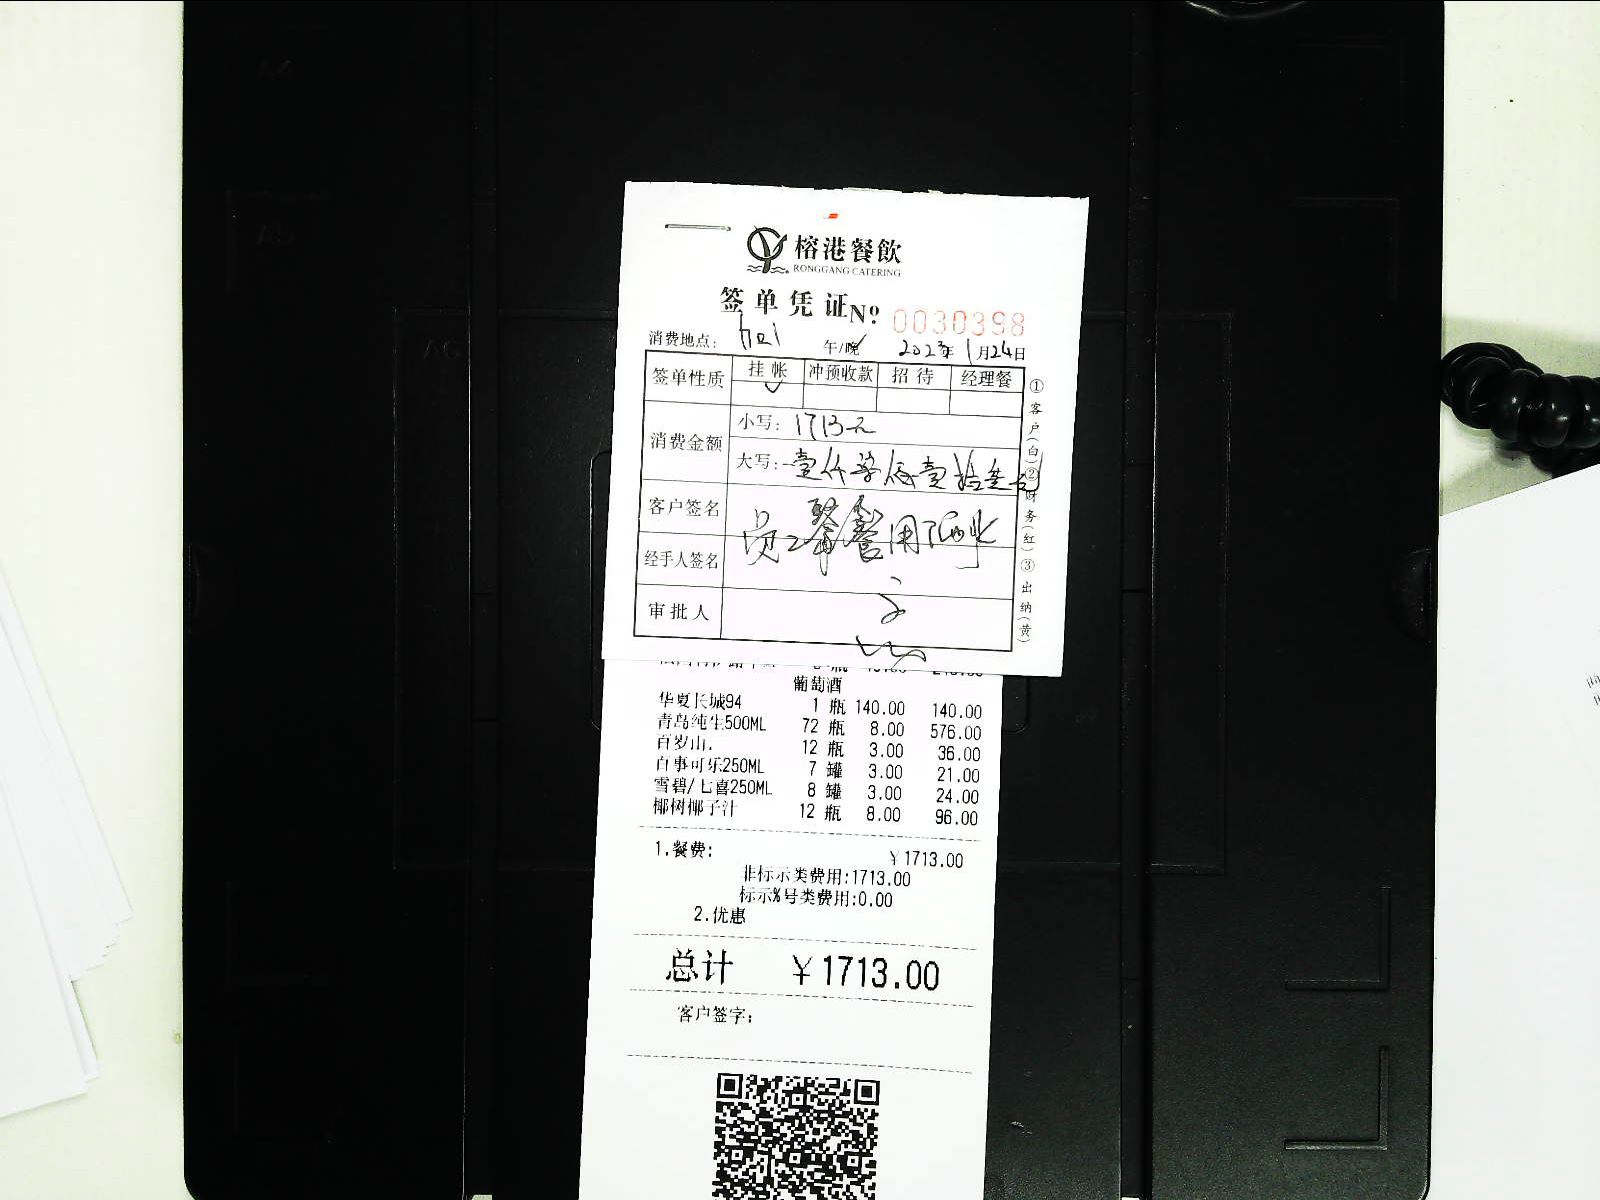 榕港餐飲
RONGGANG CATERING
签单凭证 Nº 0030398
消费地点： 午/晚 2023年1月24日
签单性质 挂帐 冲预收款 招待 经理餐
消费金额 小写：1713元
大写：壹仟柒佰壹拾叁元
客户签名
经手人签名
审批人
①客户(白)②财务(红)③出纳(黄)
葡萄酒
华夏长城94 1 瓶 140.00 140.00
青岛纯生500ML 72 瓶 8.00 576.00
百岁山. 12 瓶 3.00 36.00
百事可乐250ML 7 罐 3.00 21.00
雪碧/七喜250ML 8 罐 3.00 24.00
椰树椰子汁 12 瓶 8.00 96.00
1.餐费: ￥1713.00
非标示类费用:1713.00
标示%号类费用:0.00
2.优惠
总计 ￥1713.00
客户签字: